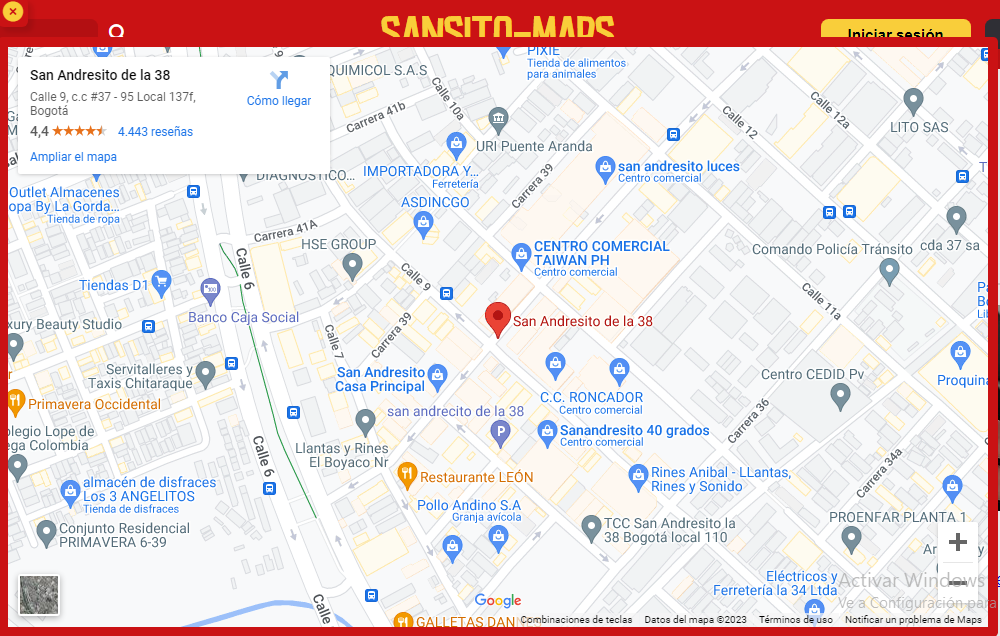 SANSITO-MAPS
Iniciar sesión
San Andresito de la 38
Calle 9, c.c #37 - 95 Local 137f,
Bogotá
4,4
4.443 reseñas
Ampliar el mapa
Cómo llegar
QUIMICOL S.A.S
PIXIE
Tienda de alimentos
para animales
Calle 10a
Carrera 41b
URI Puente Aranda
Calle 12
Calle 12a
LITO SAS
DIAGNOSTICO...
IMPORTADORA Y...
Ferretería
Carrera 39
san andresito luces
Centro comercial
Outlet Almacenes
opa By La Gorda...
Tienda de ropa
ASDINCGO
Carrera 41A
HSE GROUP
CENTRO COMERCIAL
TAIWAN PH
Centro comercial
Comando Policía Tránsito
cda 37 sa
Calle 6
Calle 9
Tiendas D1
Calle 11a
Banco Caja Social
San Andresito de la 38
xury Beauty Studio
Calle 7
Carrera 39
Servitalleres y
Taxis Chitaraque
San Andresito
Casa Principal
Centro CEDID Pv
Proquina
Primavera Occidental
san andrecito de la 38
C.C. RONCADOR
Centro comercial
Carrera 36
olegio Lope de
ega Colombia
Calle 6
Llantas y Rines
El Boyaco Nr
Sanandresito 40 grados
Centro comercial
Restaurante LEÓN
Rines Anibal - LLantas,
Rines y Sonido
Carrera 34a
almacén de disfraces
Los 3 ANGELITOS
Tienda de disfraces
Pollo Andino S.A
Granja avícola
PROENFAR PLANTA 1
Conjunto Residencial
PRIMAVERA 6-39
TCC San Andresito la
38 Bogotá local 110
Calle 6
Eléctricos y
Ferretería la 34 Ltda
Activar Windows
Ve a Configuración para
Google
GALLETAS DAN
Combinaciones de teclas
Datos del mapa ©2023
Términos de uso
Notificar un problema de Maps